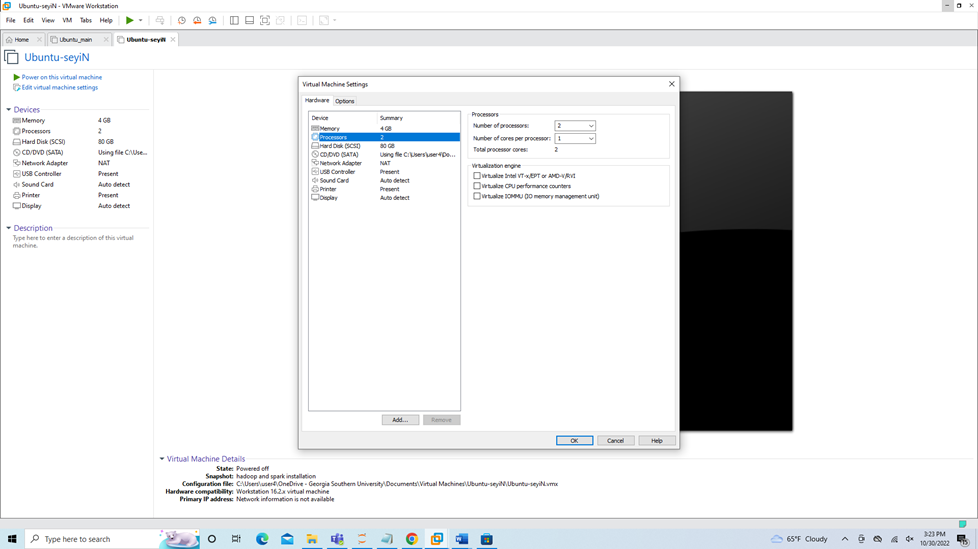 Ubuntu-seyiN - VMware Workstation
File Edit View VM Tabs Help
Home Ubuntu_main Ubuntu-seyiN
Ubuntu-seyiN
Power on this virtual machine
Edit virtual machine settings
Devices
Memory 4 GB
Processors 2
Hard Disk (SCSI) 80 GB
CD/DVD (SATA) Using file C:\Use...
Network Adapter NAT
USB Controller Present
Sound Card Auto detect
Printer Present
Display Auto detect
Description
Type here to enter a description of this virtual
machine.
Virtual Machine Settings
Hardware Options
Device Summary
Memory 4 GB
Processors 2
Hard Disk (SCSI) 80 GB
CD/DVD (SATA) Using file C:\Users\user4\Do...
Network Adapter NAT
USB Controller Present
Sound Card Auto detect
Printer Present
Display Auto detect
Add... Remove
Processors
Number of processors: 2
Number of cores per processor: 1
Total processor cores: 2
Virtualization engine
Virtualize Intel VT-x/EPT or AMD-V/RVI
Virtualize CPU performance counters
Virtualize IOMMU (IO memory management unit)
OK Cancel Help
Virtual Machine Details
State: Powered off
Snapshot: hadoop and spark installation
Configuration file: C:\Users\user4\OneDrive - Georgia Southern University\Documents\Virtual Machines\Ubuntu-seyiN\Ubuntu-seyiN.vmx
Hardware compatibility: Workstation 16.2.x virtual machine
Primary IP address: Network information is not available
Type here to search
65°F Cloudy
3:23 PM
10/30/2022